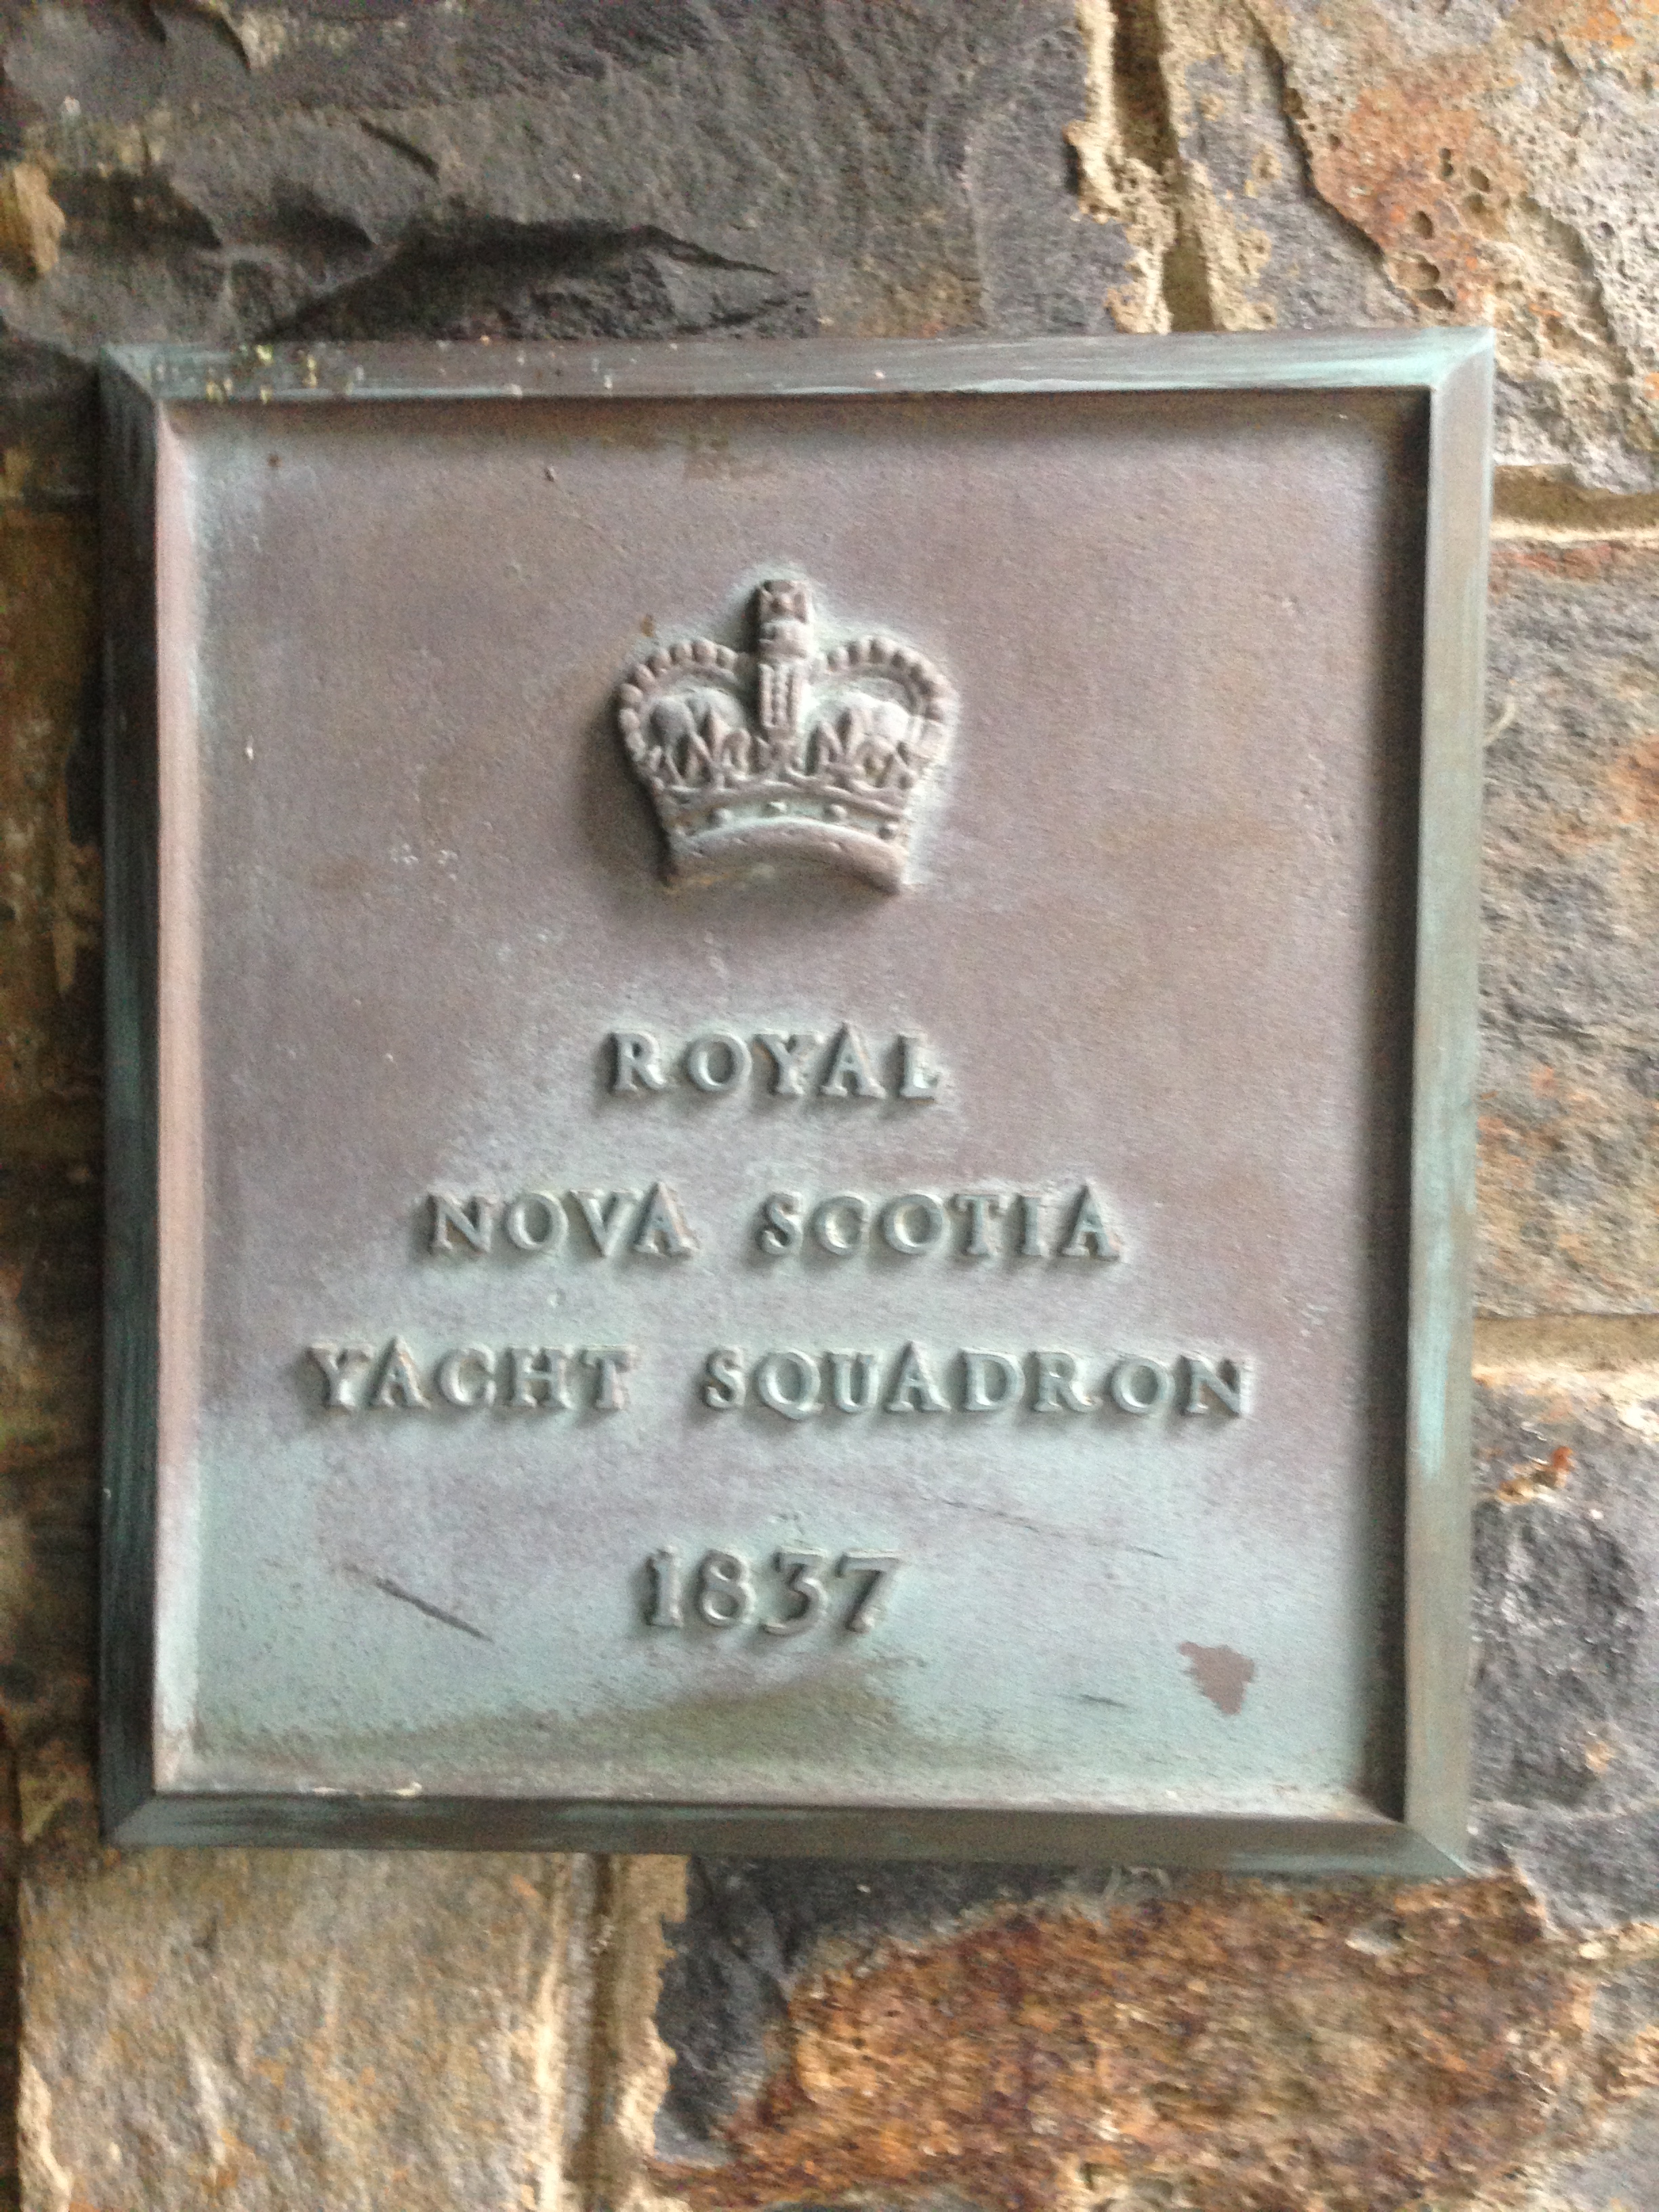 ROYAL
NOVA SCOTIA
YACHT SQUADRON
1837